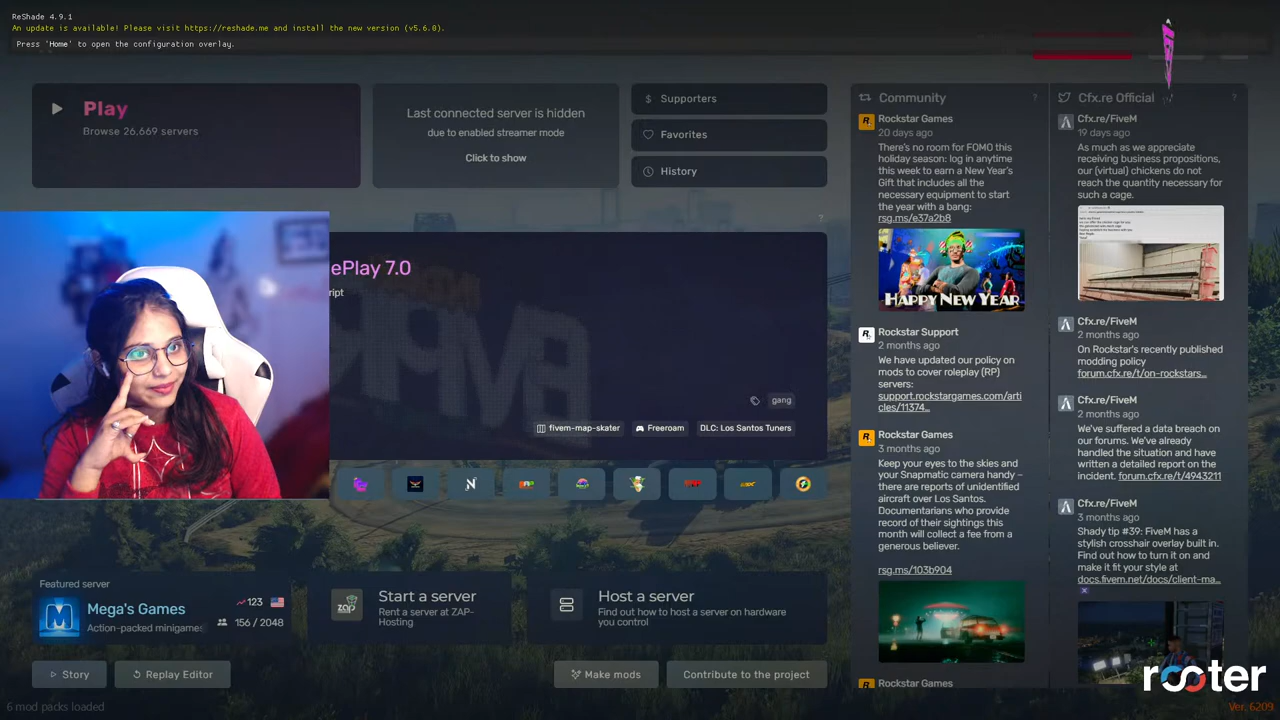 ReShade 4.9.1
An update is available! Please visit https://reshade.me and install the new version (v5.6.0).
Press 'Home' to open the configuration overlay.
Play
Browse 26,669 servers
Last connected server is hidden
due to enabled streamer mode
Click to show
Supporters
Favorites
History
?
ePlay 7.0
ript
gang
fivem-map-skater
Freeroam
DLC: Los Santos Tuners
Featured server
Mega's Games
Action-packed minigame
123
156 / 2048
Start a server
Rent a server at ZAP-
Hosting
Host a server
Find out how to host a server on hardware
you control
Story
Replay Editor
Make mods
Contribute to the project
6 mod packs loaded
Community
?
Rockstar Games
20 days ago
There's no room for FOMO this
holiday season: log in anytime
this week to earn a New Year's
Gift that includes all the
necessary equipment to start
the year with a bang:
rsg.ms/e37a2b8
HAPPY NEW YEAR
Rockstar Support
2 months ago
We have updated our policy on
mods to cover roleplay (RP)
servers:
support.rockstargames.com/arti
cles/11374…
Rockstar Games
3 months ago
Keep your eyes to the skies and
your Snapmatic camera handy –
there are reports of unidentified
aircraft over Los Santos.
Documentarians who provide
record of their sightings this
month will collect a fee from a
generous believer.
rsg.ms/103b904
Rockstar Games
Cfx.re Official
?
Cfx.re/FiveM
19 days ago
As much as we appreciate
receiving business propositions,
our (virtual) chickens do not
reach the quantity necessary for
such a cage.
Cfx.re/FiveM
2 months ago
On Rockstar's recently published
modding policy
forum.cfx.re/t/on-rockstars…
Cfx.re/FiveM
2 months ago
We've suffered a data breach on
our forums. We've already
handled the situation and have
written a detailed report on the
incident. forum.cfx.re/t/4943211
Cfx.re/FiveM
3 months ago
Shady tip #39: FiveM has a
stylish crosshair overlay built in.
Find out how to turn it on and
make it fit your style at
docs.fivem.net/docs/client-ma…
rooter
Ver. 6209